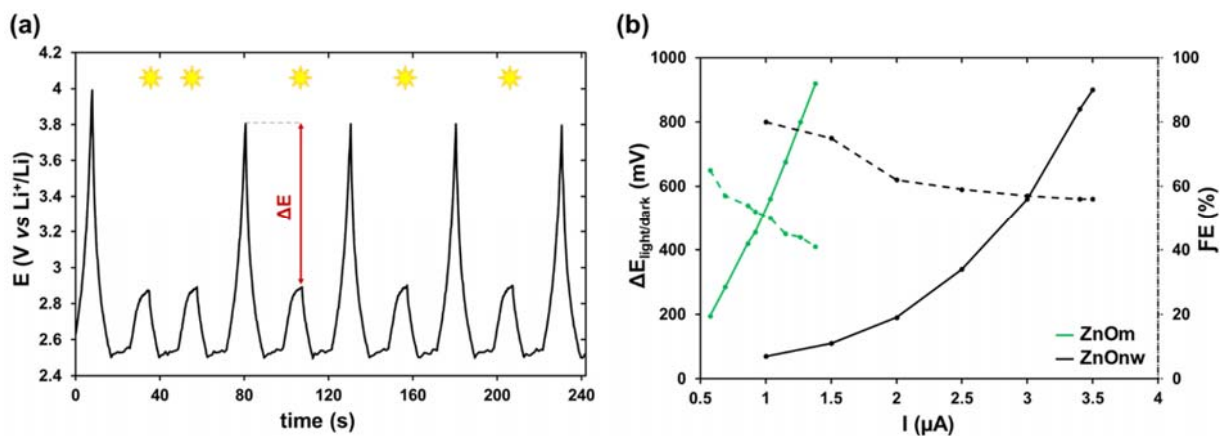 (a)
4.2
4
3.8
3.6
3.4
3.2
3
2.8
2.6
2.4
E (V vs Li⁺/Li)
ΔE
0 40 80 120 160 200 240
time (s)
(b)
1000
800
600
400
200
0
ΔE light/dark (mV)
100
80
60
40
20
0
ƑE (%)
ZnOm
ZnOnw
0.5 1 1.5 2 2.5 3 3.5 4
I (µA)